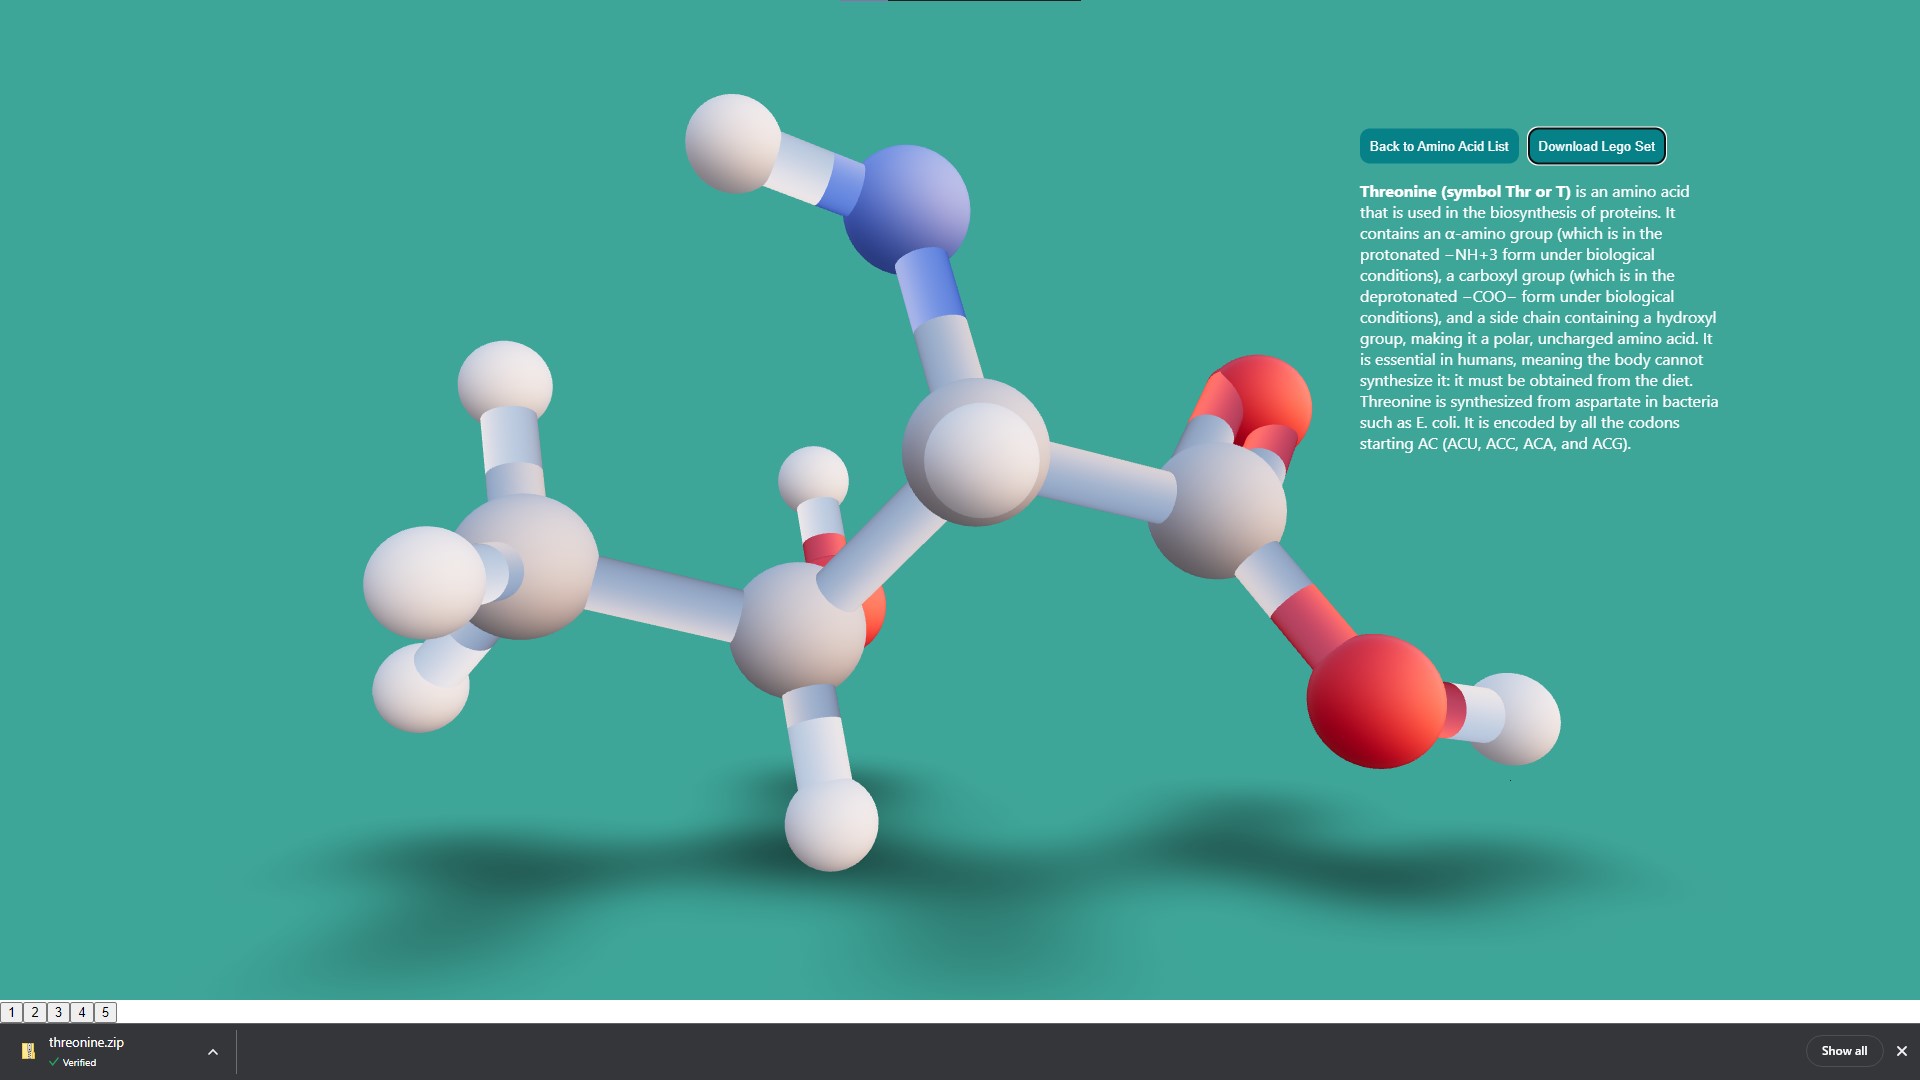 Back to Amino Acid List
Download Lego Set
Threonine (symbol Thr or T) is an amino acid
that is used in the biosynthesis of proteins. It
contains an α-amino group (which is in the
protonated −NH+3 form under biological
conditions), a carboxyl group (which is in the
deprotonated −COO− form under biological
conditions), and a side chain containing a hydroxyl
group, making it a polar, uncharged amino acid. It
is essential in humans, meaning the body cannot
synthesize it: it must be obtained from the diet.
Threonine is synthesized from aspartate in bacteria
such as E. coli. It is encoded by all the codons
starting AC (ACU, ACC, ACA, and ACG).
1 2 3 4 5
threonine.zip
Verified
Show all